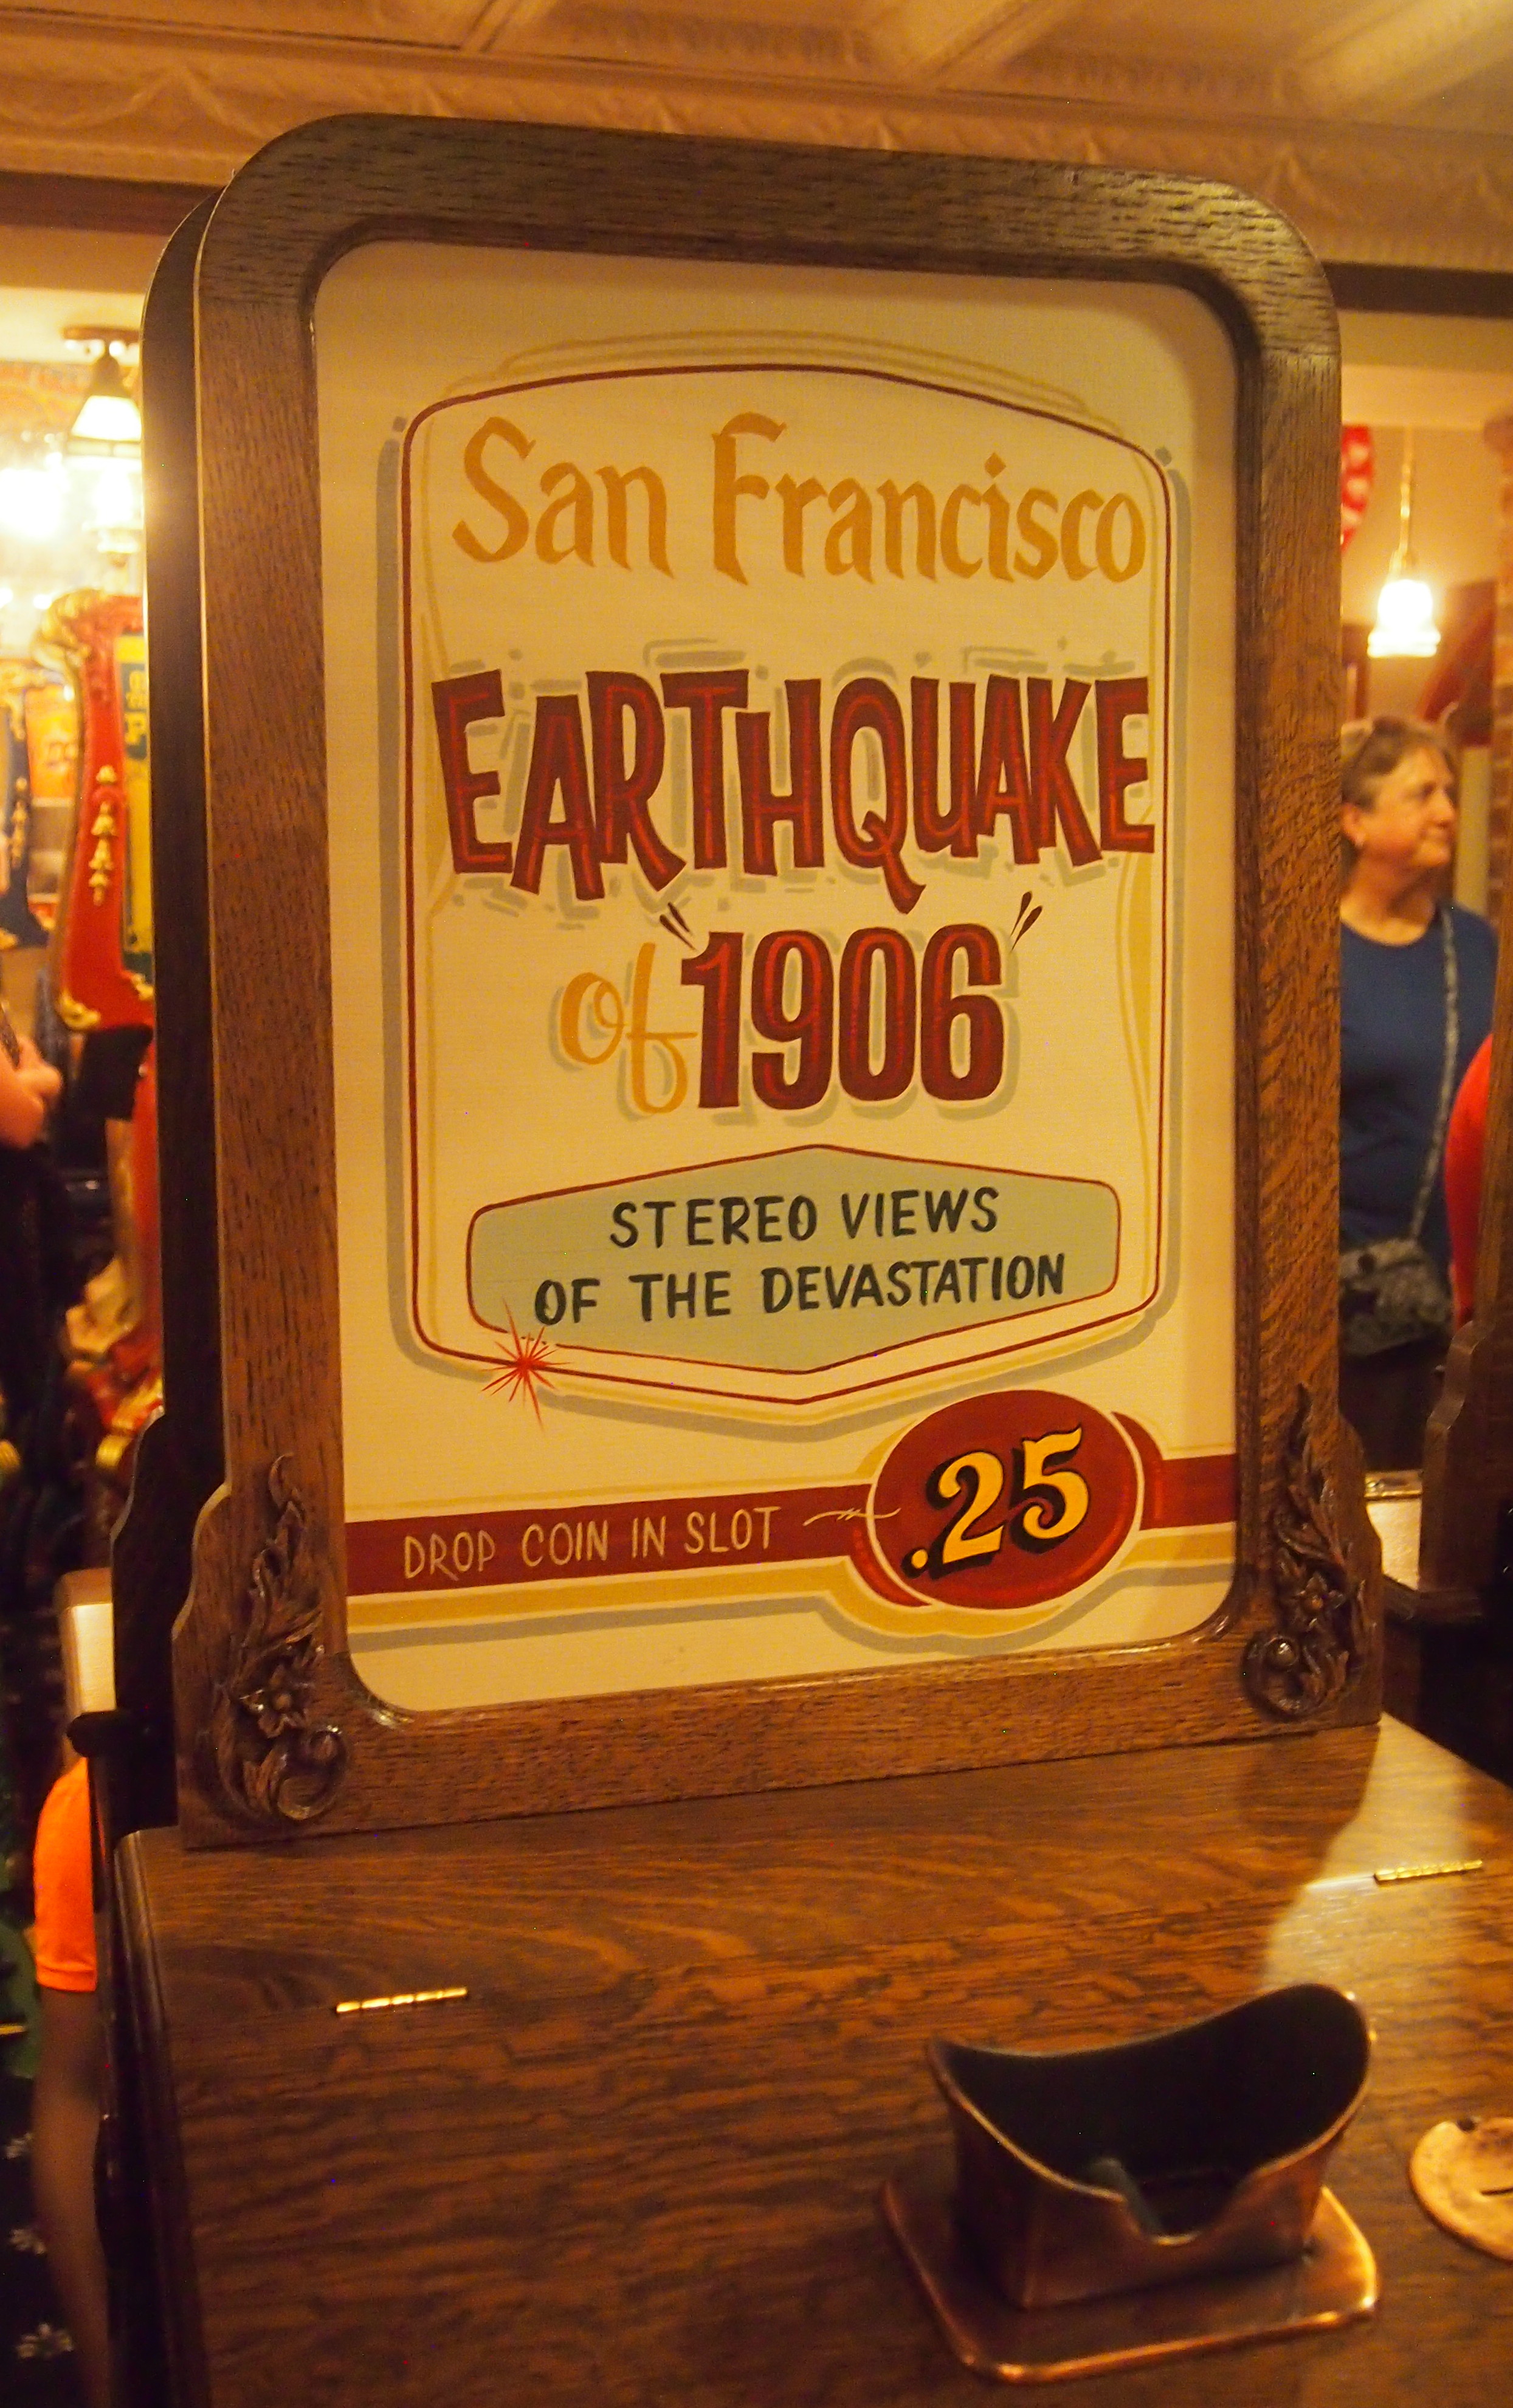 San Francisco
EARTHQUAKE
of "1906"
STEREO VIEWS
OF THE DEVASTATION
DROP COIN IN SLOT
.25